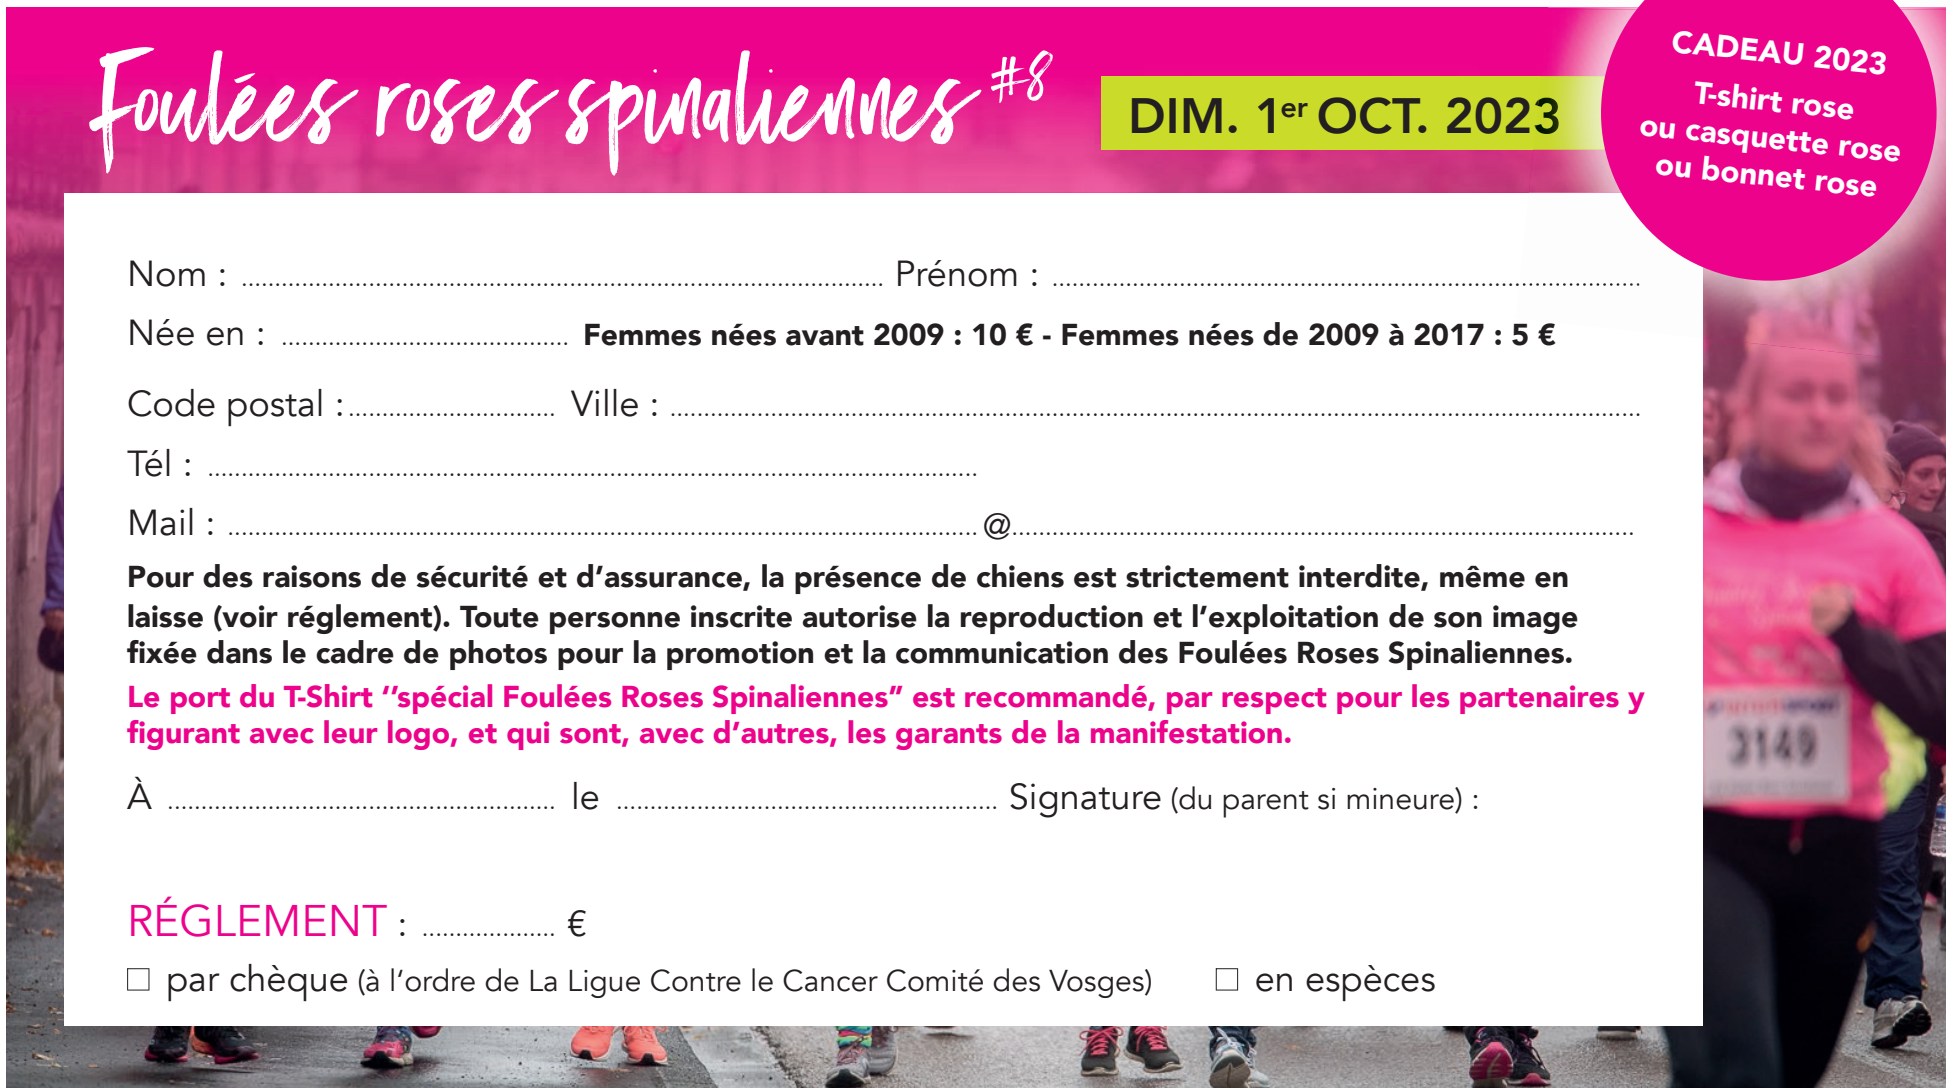 Foulées roses spinaliennes #8
DIM. 1er OCT. 2023
CADEAU 2023
T-shirt rose
ou casquette rose
ou bonnet rose
Nom : ........ Prénom : ........
Née en : ........ Femmes nées avant 2009 : 10 € - Femmes nées de 2009 à 2017 : 5 €
Code postal : ........ Ville : ........
Tél : ........
Mail : ........ @ ........
Pour des raisons de sécurité et d’assurance, la présence de chiens est strictement interdite, même en
laisse (voir réglement). Toute personne inscrite autorise la reproduction et l’exploitation de son image
fixée dans le cadre de photos pour la promotion et la communication des Foulées Roses Spinaliennes.
Le port du T-Shirt ‘’spécial Foulées Roses Spinaliennes” est recommandé, par respect pour les partenaires y
figurant avec leur logo, et qui sont, avec d’autres, les garants de la manifestation.
À ........ le ........ Signature (du parent si mineure) :
RÉGLEMENT : ........ €
☐ par chèque (à l’ordre de La Ligue Contre le Cancer Comité des Vosges) ☐ en espèces
3149